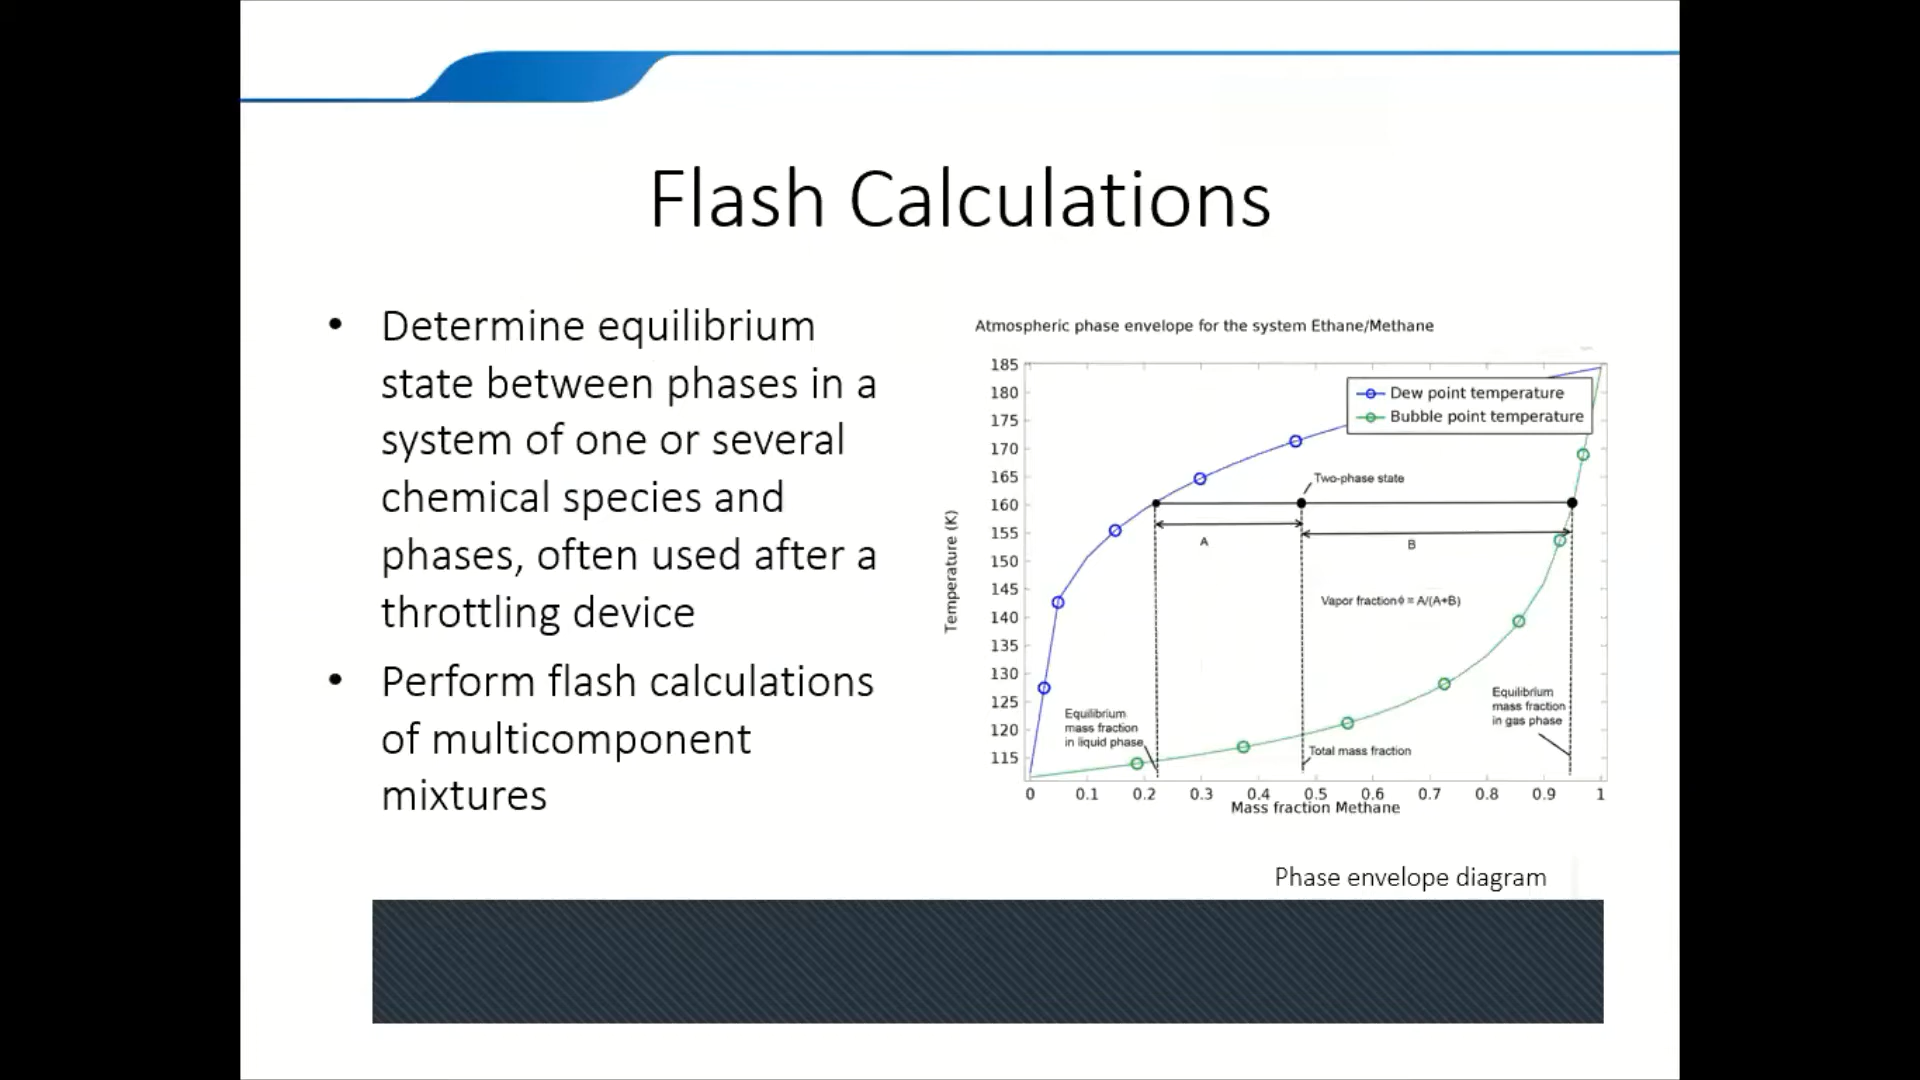 Flash Calculations
• Determine equilibrium
state between phases in a
system of one or several
chemical species and
phases, often used after a
throttling device
• Perform flash calculations
of multicomponent
mixtures
Atmospheric phase envelope for the system Ethane/Methane
Dew point temperature
Bubble point temperature
Temperature (K)
185
180
175
170
165
160
155
150
145
140
135
130
125
120
115
Two-phase state
A
B
Vapor fractionϕ = A/(A+B)
Equilibrium
mass fraction
in liquid phase
Total mass fraction
Equilibrium
mass fraction
in gas phase
0 0.1 0.2 0.3 0.4 0.5 0.6 0.7 0.8 0.9 1
Mass fraction Methane
Phase envelope diagram